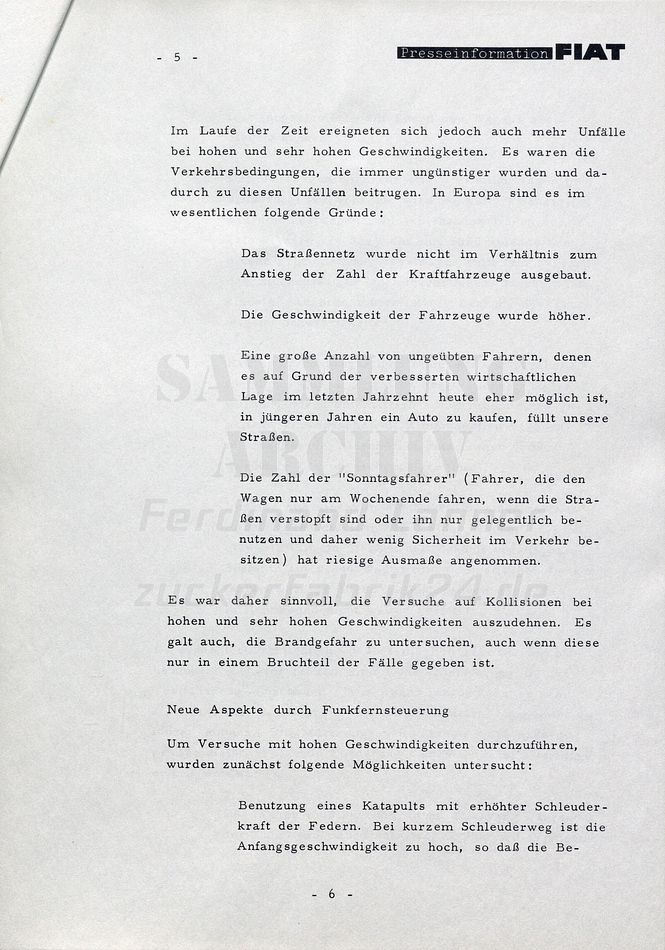 - 5 -
Presseinformation FIAT
Im Laufe der Zeit ereigneten sich jedoch auch mehr Unfälle
bei hohen und sehr hohen Geschwindigkeiten. Es waren die
Verkehrsbedingungen, die immer ungünstiger wurden und da-
durch zu diesen Unfällen beitrugen. In Europa sind es im
wesentlichen folgende Gründe:
Das Straßennetz wurde nicht im Verhältnis zum
Anstieg der Zahl der Kraftfahrzeuge ausgebaut.
Die Geschwindigkeit der Fahrzeuge wurde höher.
Eine große Anzahl von ungeübten Fahrern, denen
es auf Grund der verbesserten wirtschaftlichen
Lage im letzten Jahrzehnt heute eher möglich ist,
in jüngeren Jahren ein Auto zu kaufen, füllt unsere
Straßen.
Die Zahl der "Sonntagsfahrer" (Fahrer, die den
Wagen nur am Wochenende fahren, wenn die Stra-
ßen verstopft sind oder ihn nur gelegentlich be-
nutzen und daher wenig Sicherheit im Verkehr be-
sitzen) hat riesige Ausmaße angenommen.
Es war daher sinnvoll, die Versuche auf Kollisionen bei
hohen und sehr hohen Geschwindigkeiten auszudehnen. Es
galt auch, die Brandgefahr zu untersuchen, auch wenn diese
nur in einem Bruchteil der Fälle gegeben ist.
Neue Aspekte durch Funkfernsteuerung
Um Versuche mit hohen Geschwindigkeiten durchzuführen,
wurden zunächst folgende Möglichkeiten untersucht:
Benutzung eines Katapults mit erhöhter Schleuder-
kraft der Federn. Bei kurzem Schleuderweg ist die
Anfangsgeschwindigkeit zu hoch, so daß die Be-
- 6 -
ARCHIV
Ferdinand
zuckerfabrik24.de